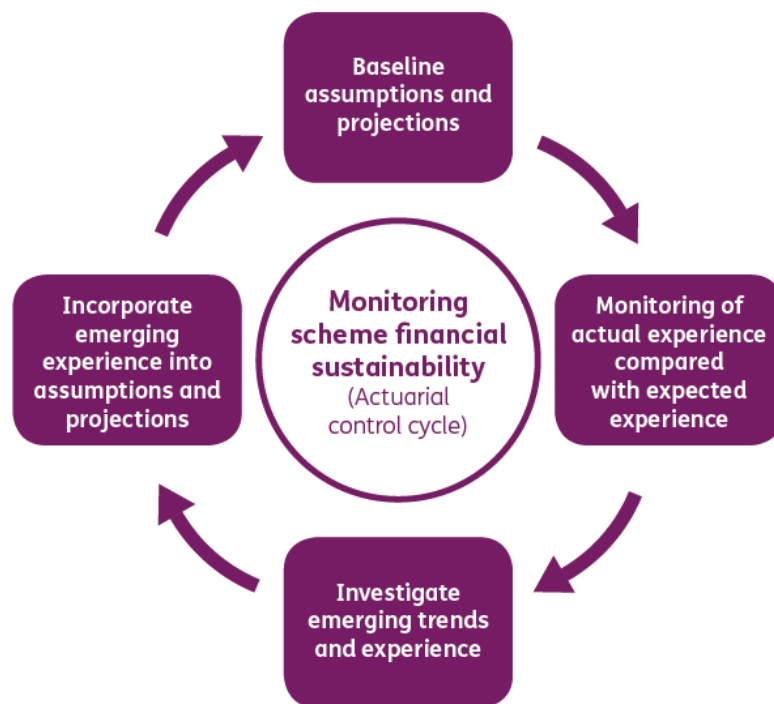 Baseline
assumptions and
projections
Monitoring of
actual experience
compared
with expected
experience
Investigate
emerging trends
and experience
Incorporate
emerging
experience into
assumptions and
projections
Monitoring
scheme financial
sustainability
(Actuarial
control cycle)